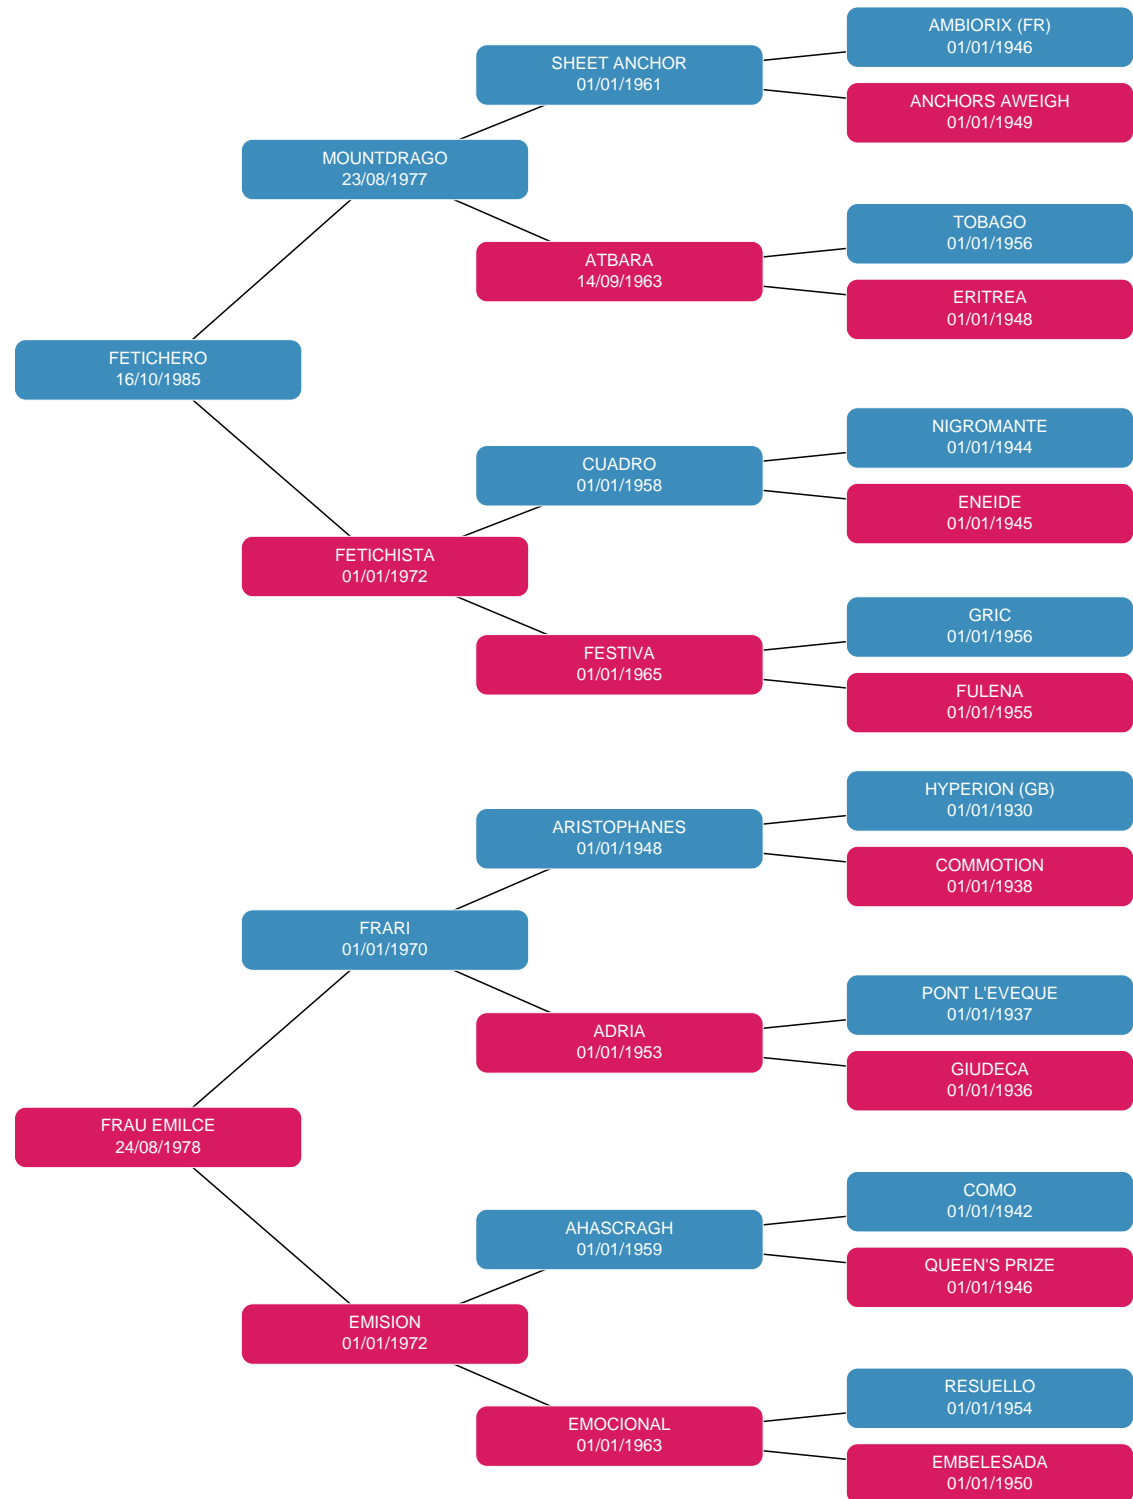 AMBIORIX (FR)
01/01/1946
SHEET ANCHOR
01/01/1961
ANCHORS AWEIGH
01/01/1949
MOUNTDRAGO
23/08/1977
TOBAGO
01/01/1956
ATBARA
14/09/1963
ERITREA
01/01/1948
FETICHERO
16/10/1985
NIGROMANTE
01/01/1944
CUADRO
01/01/1958
ENEIDE
01/01/1945
FETICHISTA
01/01/1972
GRIC
01/01/1956
FESTIVA
01/01/1965
FULENA
01/01/1955
HYPERION (GB)
01/01/1930
ARISTOPHANES
01/01/1948
COMMOTION
01/01/1938
FRARI
01/01/1970
PONT L'EVEQUE
01/01/1937
ADRIA
01/01/1953
GIUDECA
01/01/1936
FRAU EMILCE
24/08/1978
COMO
01/01/1942
AHASCRAGH
01/01/1959
QUEEN'S PRIZE
01/01/1946
EMISION
01/01/1972
RESUELLO
01/01/1954
EMOCIONAL
01/01/1963
EMBELESADA
01/01/1950